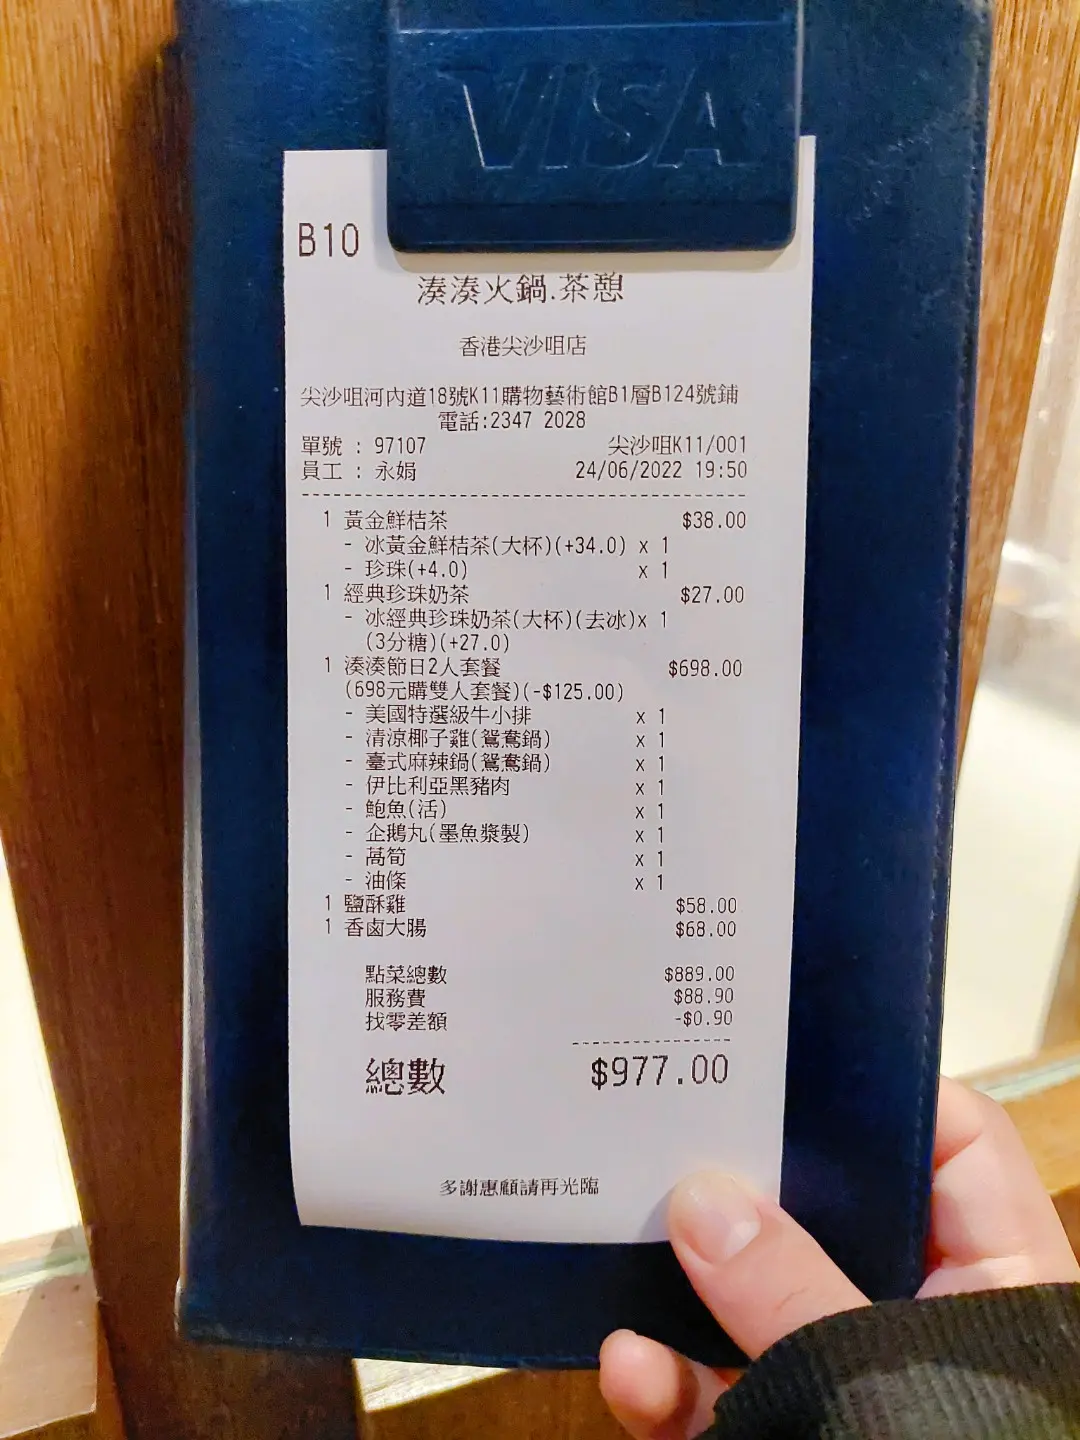 VISA
B10
湊湊火鍋.茶憩
香港尖沙咀店
尖沙咀河內道18號K11購物藝術館B1層B124號鋪
電話:2347 2028
單號 : 97107 尖沙咀K11/001
員工 : 永娟 24/06/2022 19:50
1 黃金鮮桔茶 $38.00
- 冰黃金鮮桔茶(大杯)(+34.0) x 1
- 珍珠(+4.0) x 1
1 經典珍珠奶茶 $27.00
- 冰經典珍珠奶茶(大杯)(去冰)x 1
(3分糖)(+27.0)
1 湊湊節日2人套餐 $698.00
(698元購雙人套餐)(-$125.00)
- 美國特選級牛小排 x 1
- 清涼椰子雞(鴛鴦鍋) x 1
- 臺式麻辣鍋(鴛鴦鍋) x 1
- 伊比利亞黑豬肉 x 1
- 鮑魚(活) x 1
- 企鵝丸(墨魚漿製) x 1
- 萵筍 x 1
- 油條 x 1
1 鹽酥雞 $58.00
1 香鹵大腸 $68.00
點菜總數 $889.00
服務費 $88.90
找零差額 -$0.90
總數 $977.00
多謝惠顧請再光臨